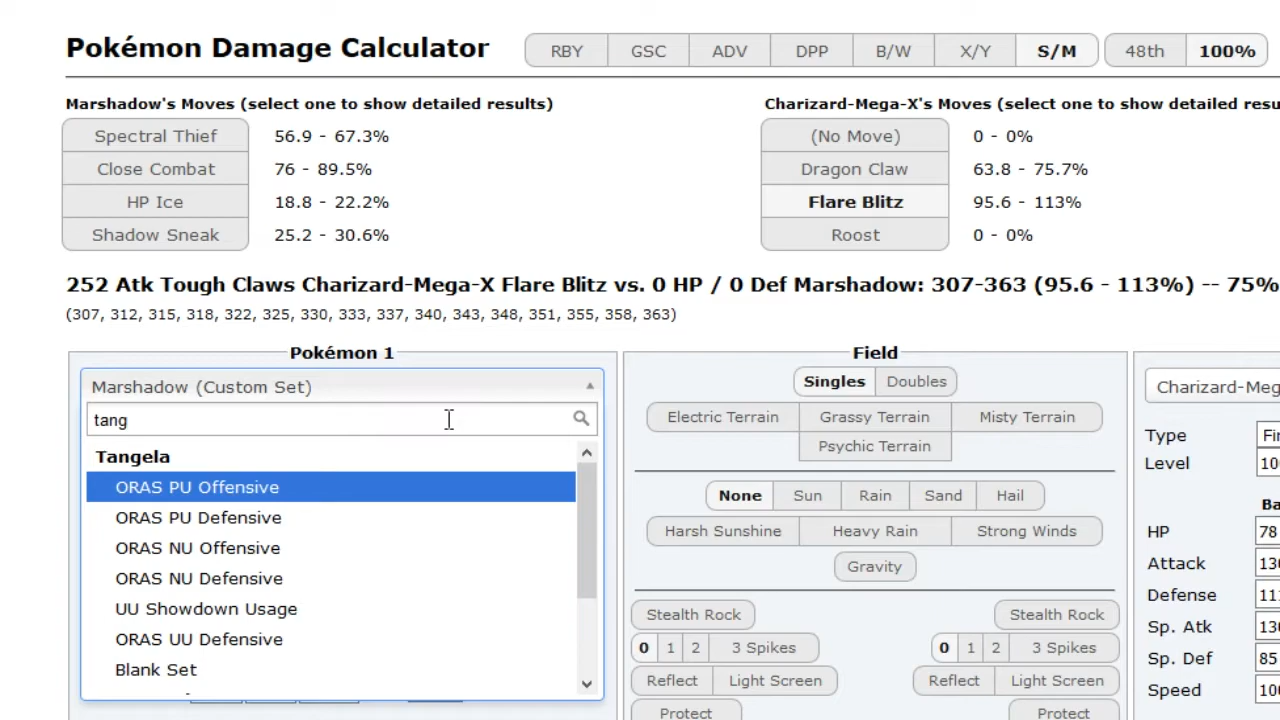 Pokémon Damage Calculator RBY GSC ADV DPP B/W X/Y S/M 48th 100%
Marshadow's Moves (select one to show detailed results) Charizard-Mega-X's Moves (select one to show detailed resu
Spectral Thief 56.9 - 67.3% (No Move) 0 - 0%
Close Combat 76 - 89.5% Dragon Claw 63.8 - 75.7%
HP Ice 18.8 - 22.2% Flare Blitz 95.6 - 113%
Shadow Sneak 25.2 - 30.6% Roost 0 - 0%
252 Atk Tough Claws Charizard-Mega-X Flare Blitz vs. 0 HP / 0 Def Marshadow: 307-363 (95.6 - 113%) -- 75%
(307, 312, 315, 318, 322, 325, 330, 333, 337, 340, 343, 348, 351, 355, 358, 363)
Pokémon 1
Marshadow (Custom Set)
tang
Tangela
ORAS PU Offensive
ORAS PU Defensive
ORAS NU Offensive
ORAS NU Defensive
UU Showdown Usage
ORAS UU Defensive
Blank Set
Field
Singles Doubles
Electric Terrain Grassy Terrain Misty Terrain
Psychic Terrain
None Sun Rain Sand Hail
Harsh Sunshine Heavy Rain Strong Winds
Gravity
Stealth Rock Stealth Rock
0 1 2 3 Spikes 0 1 2 3 Spikes
Reflect Light Screen Reflect Light Screen
Protect Protect
Charizard-Meg
Type Fir
Level 10
Ba
HP 78
Attack 130
Defense 111
Sp. Atk 130
Sp. Def 85
Speed 100